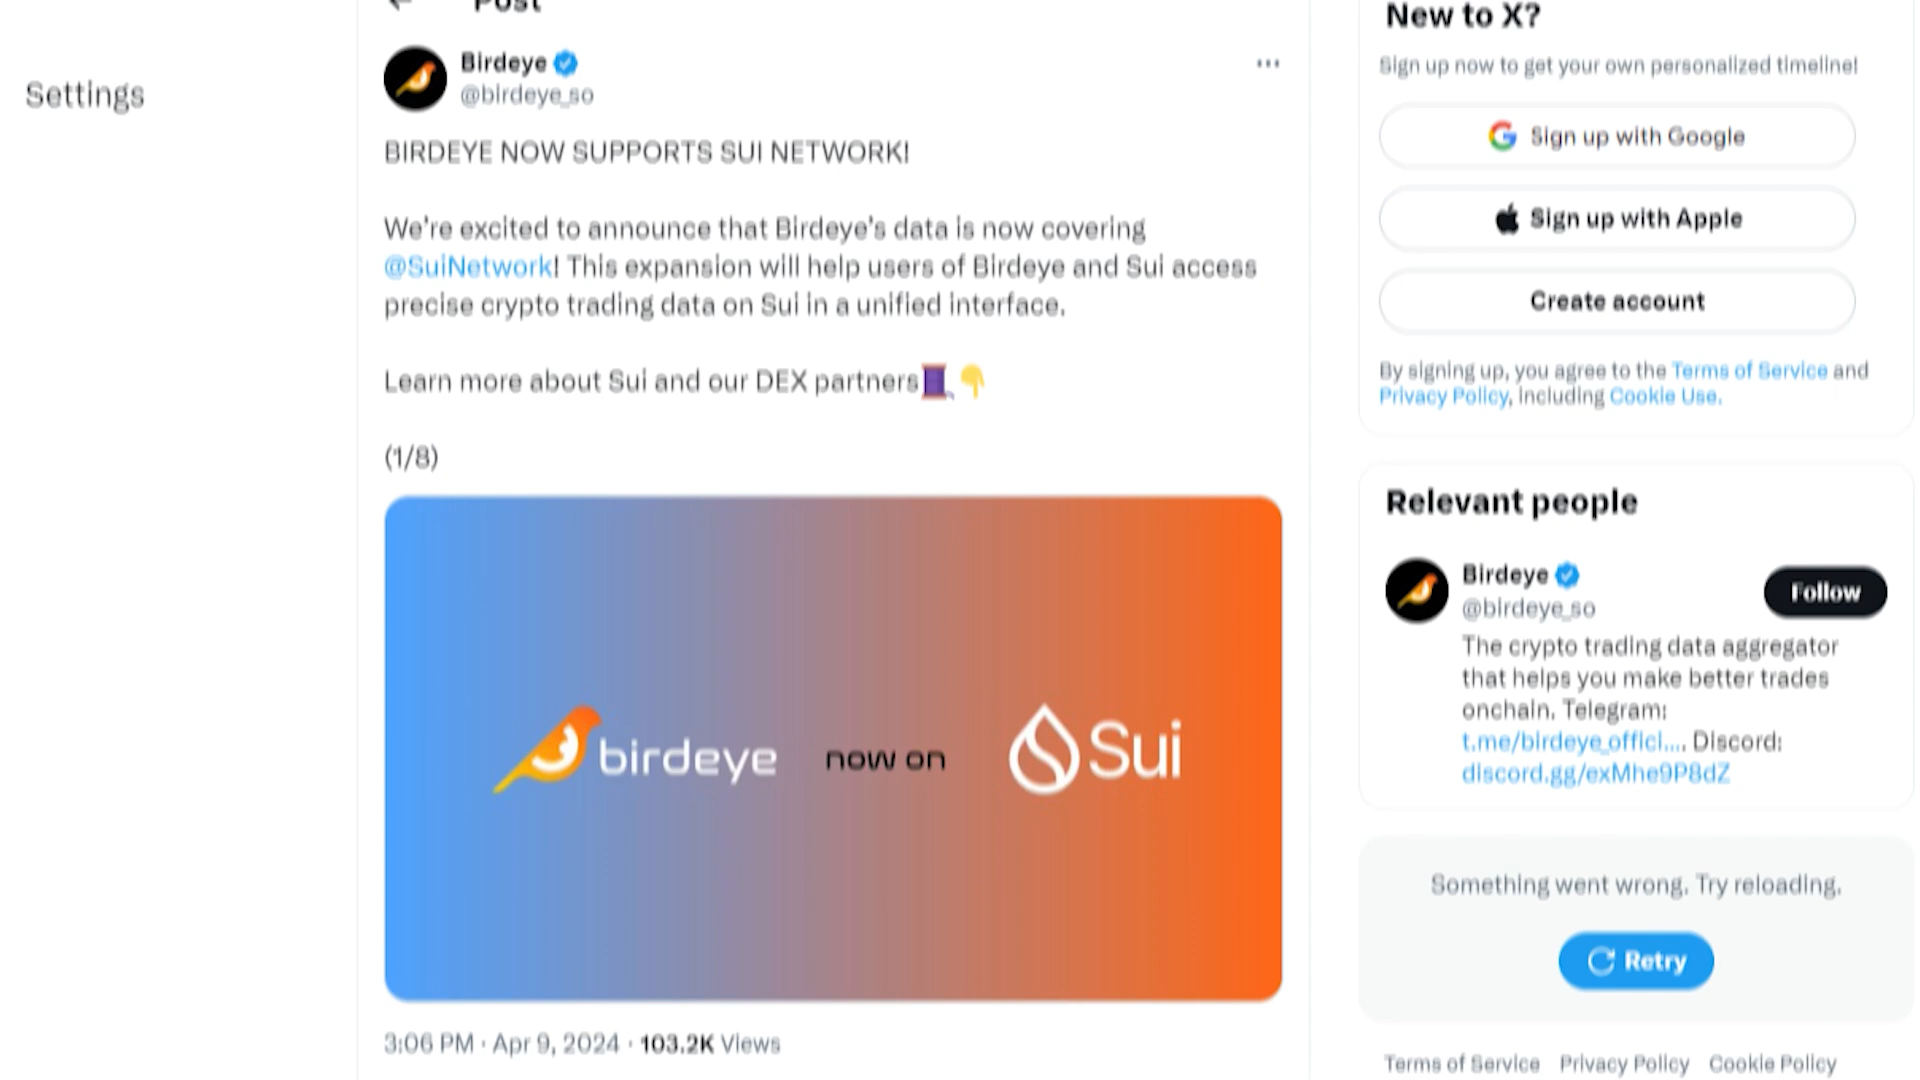 Post
Settings
Birdeye
@birdeye_so
BIRDEYE NOW SUPPORTS SUI NETWORK!
We're excited to announce that Birdeye's data is now covering
@SuiNetwork! This expansion will help users of Birdeye and Sui access
precise crypto trading data on Sui in a unified interface.
Learn more about Sui and our DEX partners🧵👇
(1/8)
birdeye now on Sui
3:06 PM · Apr 9, 2024 · 103.2K Views
New to X?
Sign up now to get your own personalized timeline!
Sign up with Google
Sign up with Apple
Create account
By signing up, you agree to the Terms of Service and
Privacy Policy, including Cookie Use.
Relevant people
Birdeye
@birdeye_so
Follow
The crypto trading data aggregator
that helps you make better trades
onchain. Telegram:
t.me/birdeye_offici.... Discord:
discord.gg/exMhe9P8dZ
Something went wrong. Try reloading.
Retry
Terms of Service Privacy Policy Cookie Policy